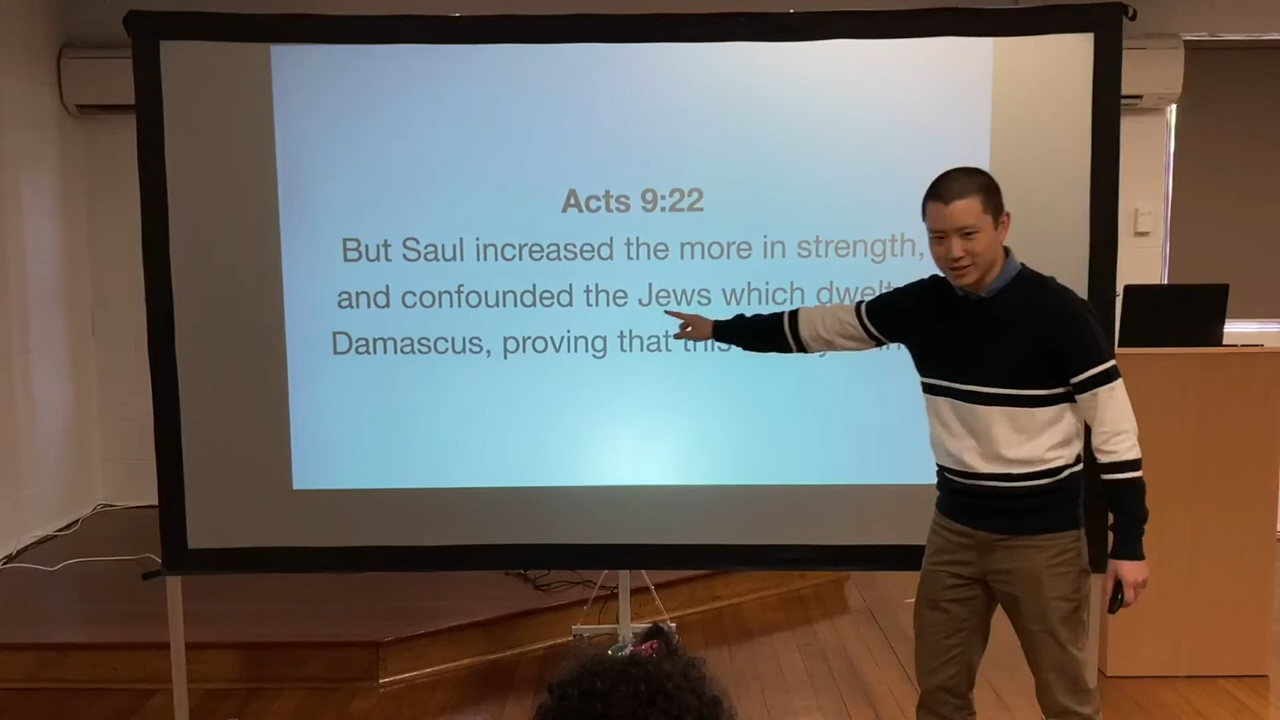 Acts 9:22
But Saul increased the more in strength,
and confounded the Jews which dwelt
Damascus, proving that this